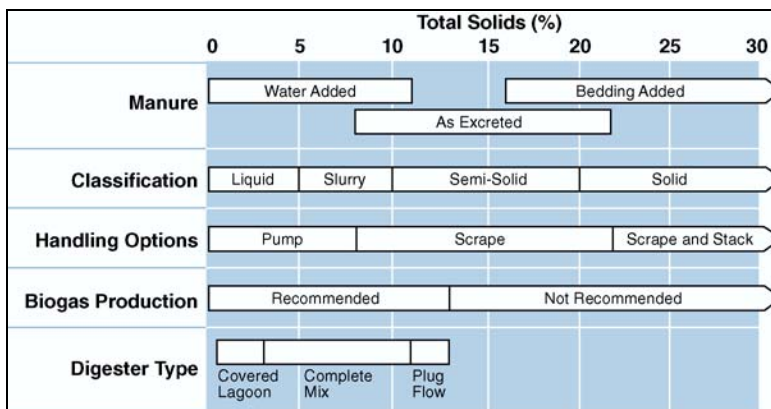 Total Solids (%)
0 5 10 15 20 25 30
Manure
Water Added
Bedding Added
As Excreted
Classification
Liquid
Slurry
Semi-Solid
Solid
Handling Options
Pump
Scrape
Scrape and Stack
Biogas Production
Recommended
Not Recommended
Digester Type
Covered
Lagoon
Complete
Mix
Plug
Flow